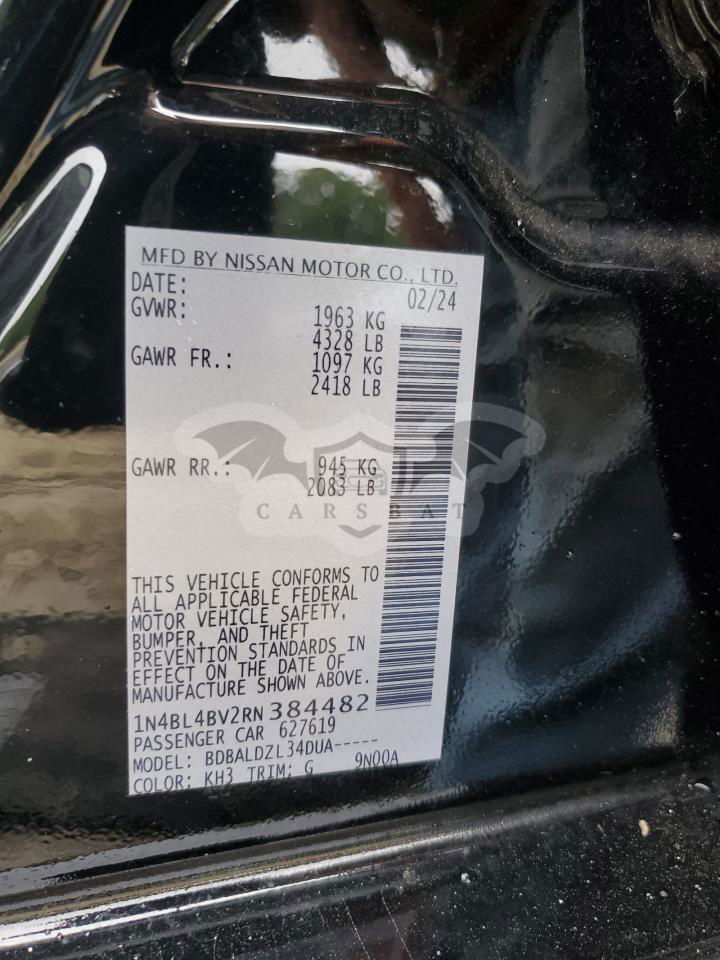 MFD BY NISSAN MOTOR CO., LTD.
DATE: 02/24
GVWR: 1963 KG
4328 LB
GAWR FR.: 1097 KG
2418 LB
GAWR RR.: 945 KG
2083 LB
CARSBAT
THIS VEHICLE CONFORMS TO
ALL APPLICABLE FEDERAL
MOTOR VEHICLE SAFETY,
BUMPER, AND THEFT
PREVENTION STANDARDS IN
EFFECT ON THE DATE OF
MANUFACTURE SHOWN ABOVE.
1N4BL4BV2RN 384482
PASSENGER CAR 627619
MODEL: BDBALDZL34DUA-----
COLOR: KH3 TRIM: G 9N00A